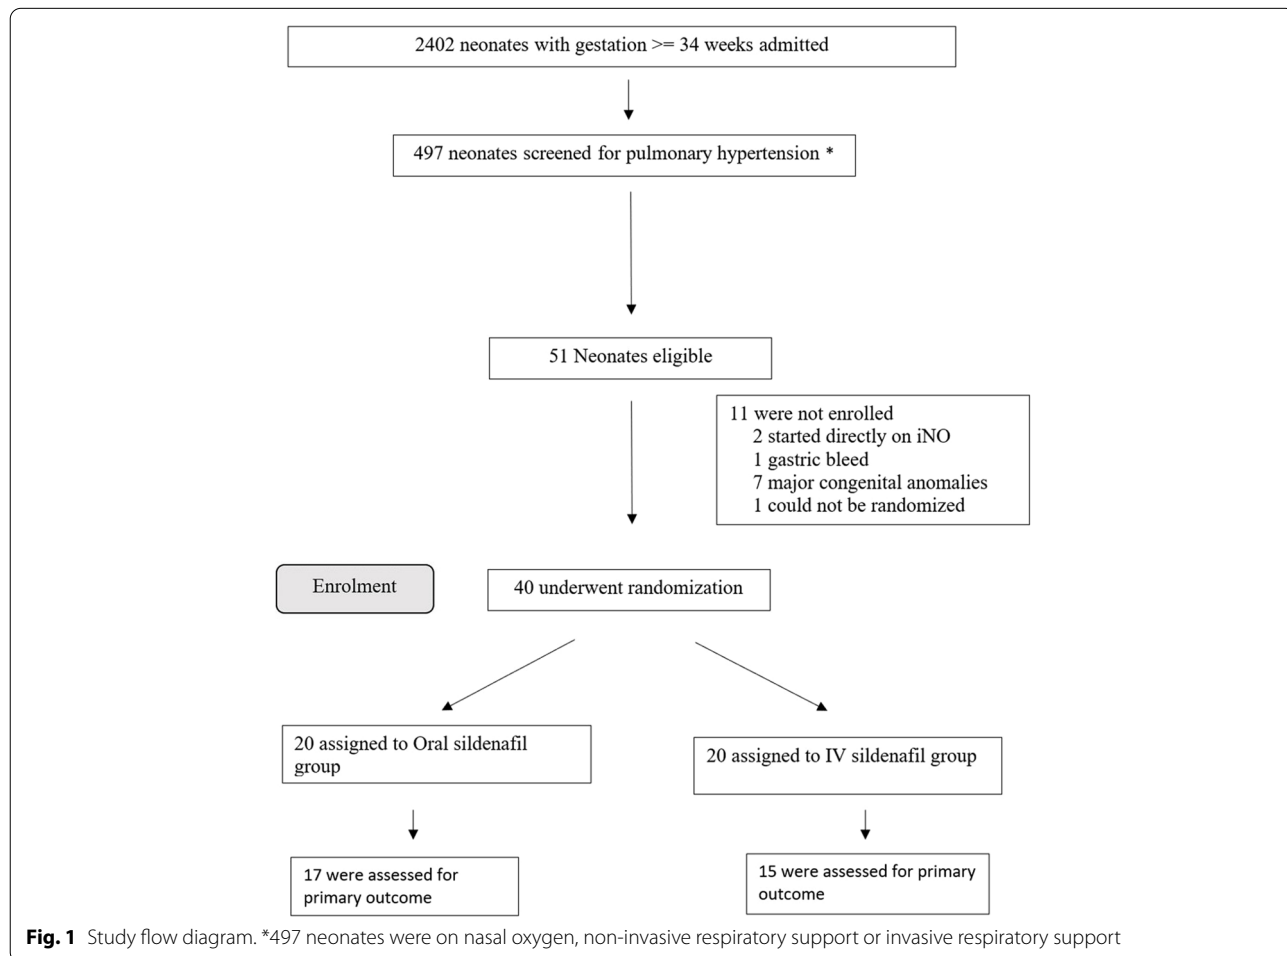 2402 neonates with gestation >= 34 weeks admitted
497 neonates screened for pulmonary hypertension *
51 Neonates eligible
11 were not enrolled
2 started directly on iNO
1 gastric bleed
7 major congenital anomalies
1 could not be randomized
Enrolment
40 underwent randomization
20 assigned to Oral sildenafil
group
20 assigned to IV sildenafil group
17 were assessed for
primary outcome
15 were assessed for primary
outcome
Fig. 1 Study flow diagram. *497 neonates were on nasal oxygen, non-invasive respiratory support or invasive respiratory support